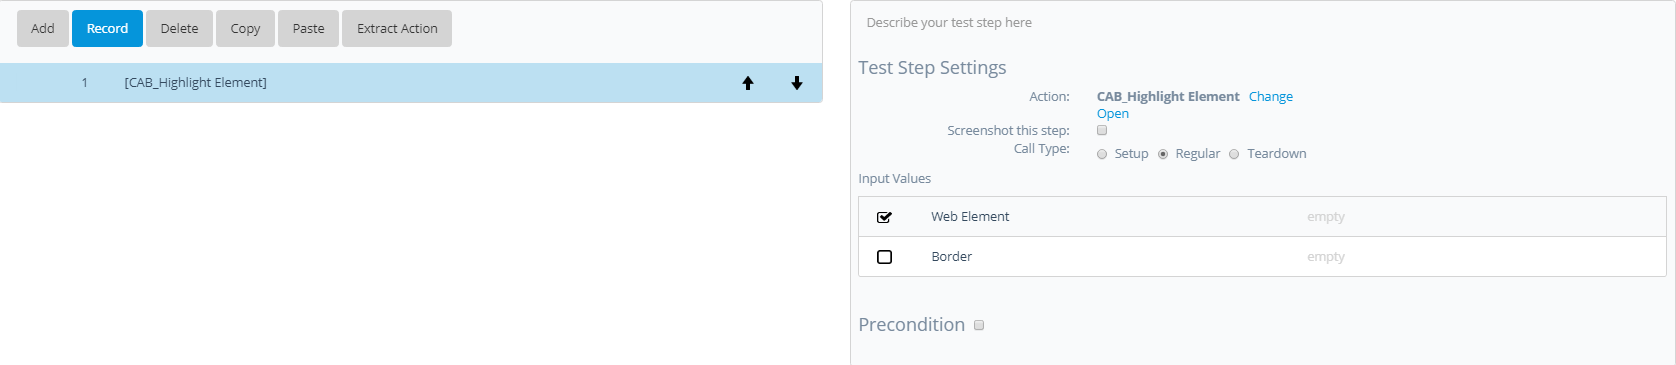 Add Record Delete Copy Paste Extract Action
1 [CAB_Highlight Element]
Describe your test step here
Test Step Settings
Action: CAB_Highlight Element Change
Open
Screenshot this step:
Call Type: Setup Regular Teardown
Input Values
Web Element empty
Border empty
Precondition